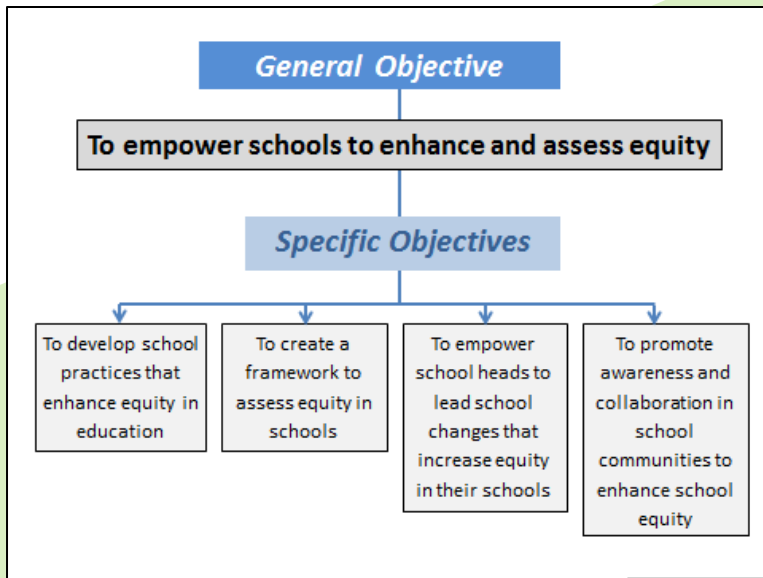 General Objective
To empower schools to enhance and assess equity
Specific Objectives
To develop school
practices that
enhance equity in
education
To create a
framework to
assess equity in
schools
To empower
school heads to
lead school
changes that
increase equity
in their schools
To promote
awareness and
collaboration in
school
communities to
enhance school
equity